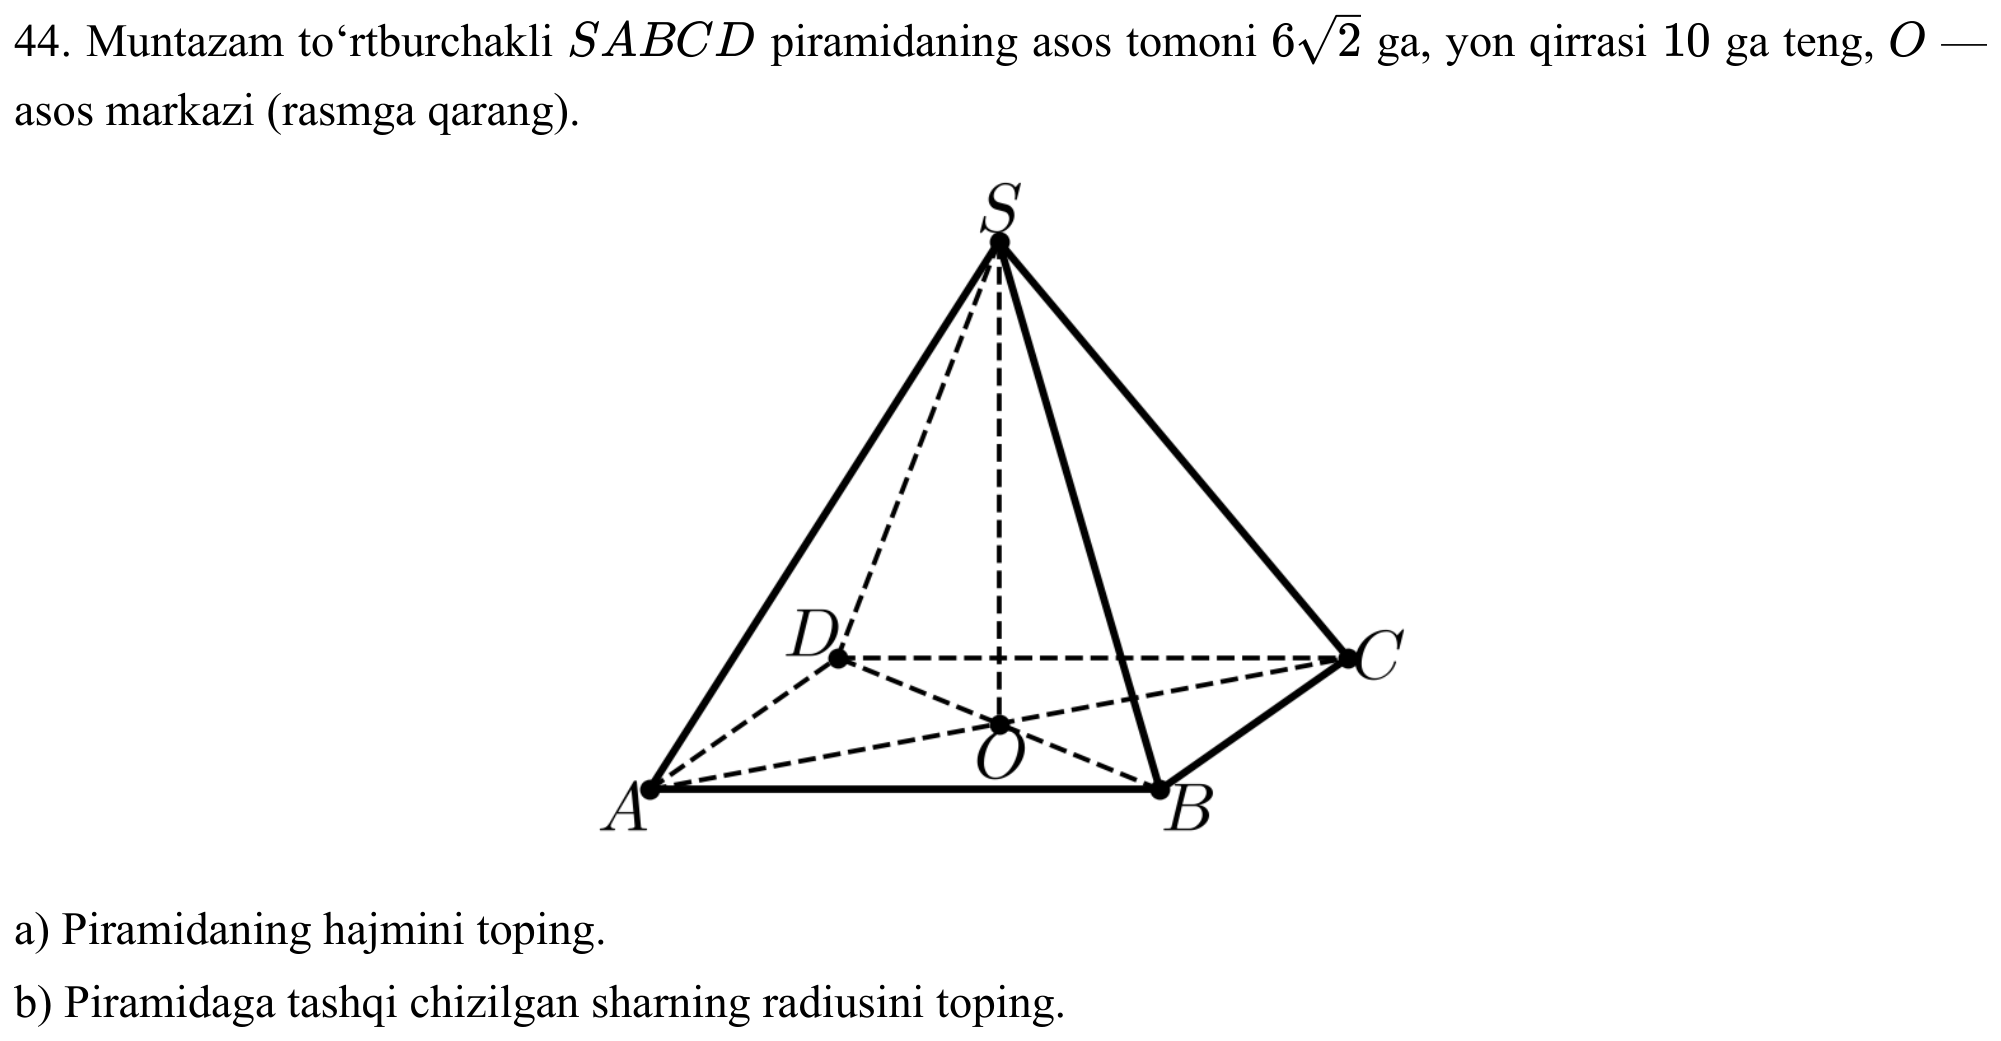 44. Muntazam to‘rtburchakli SABCD piramidaning asos tomoni 6√2 ga, yon qirrasi 10 ga teng, O —
asos markazi (rasmga qarang).
S
D
C
O
A
B
a) Piramidaning hajmini toping.
b) Piramidaga tashqi chizilgan sharning radiusini toping.